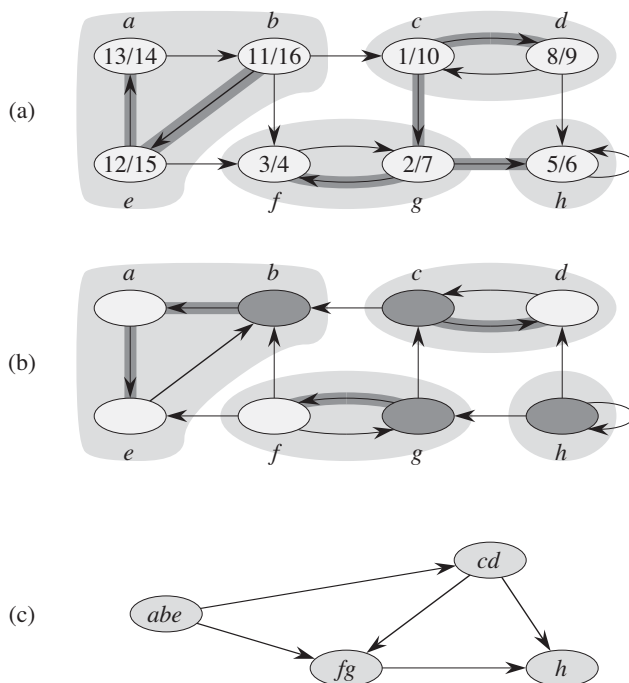 a b c d
13/14 11/16 1/10 8/9
(a)
12/15 3/4 2/7 5/6
e f g h
a b c d
(b)
e f g h
cd
(c) abe
fg h